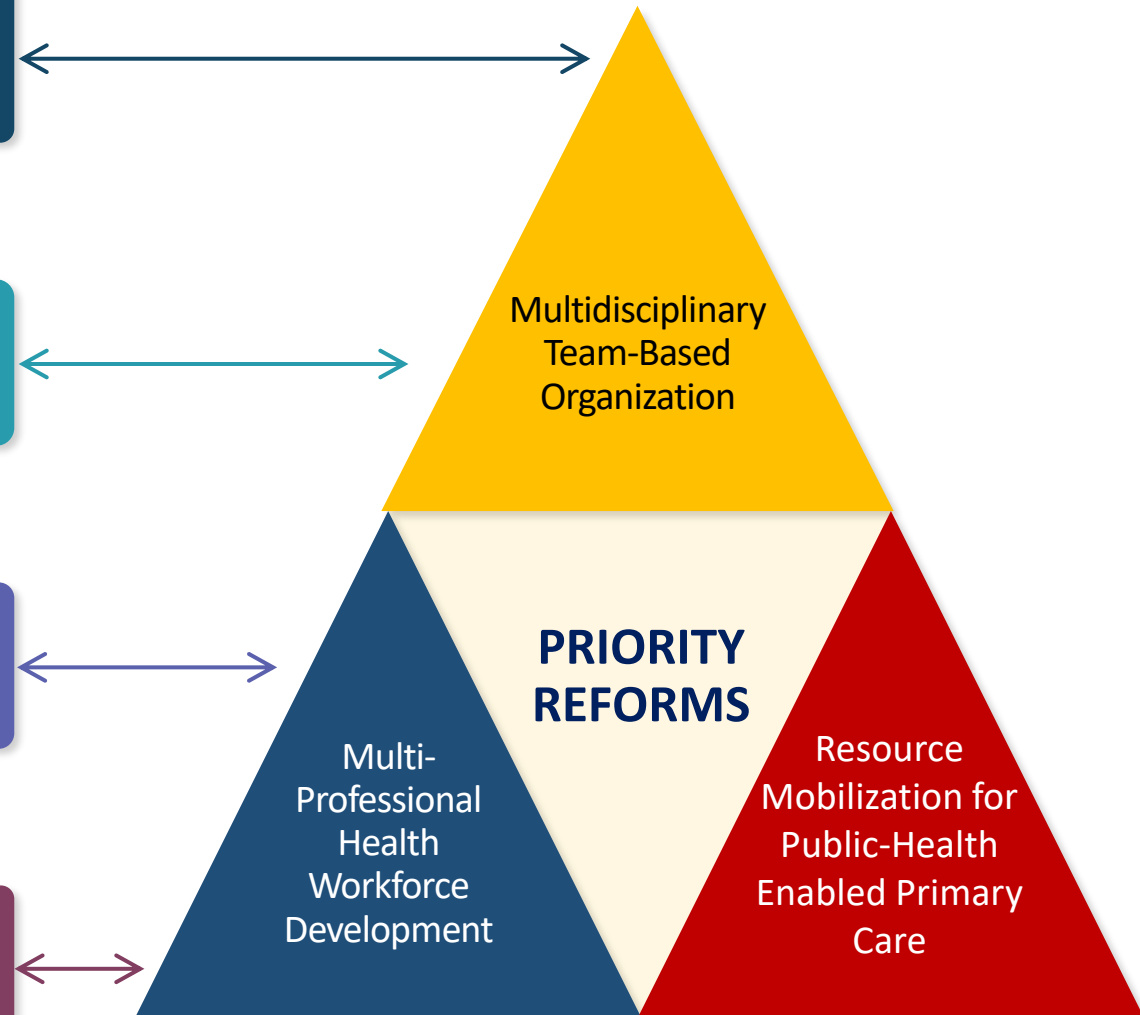 Multidisciplinary
Team-Based
Organization
PRIORITY
REFORMS
Multi-
Professional
Health
Workforce
Development
Resource
Mobilization for
Public-Health
Enabled Primary
Care